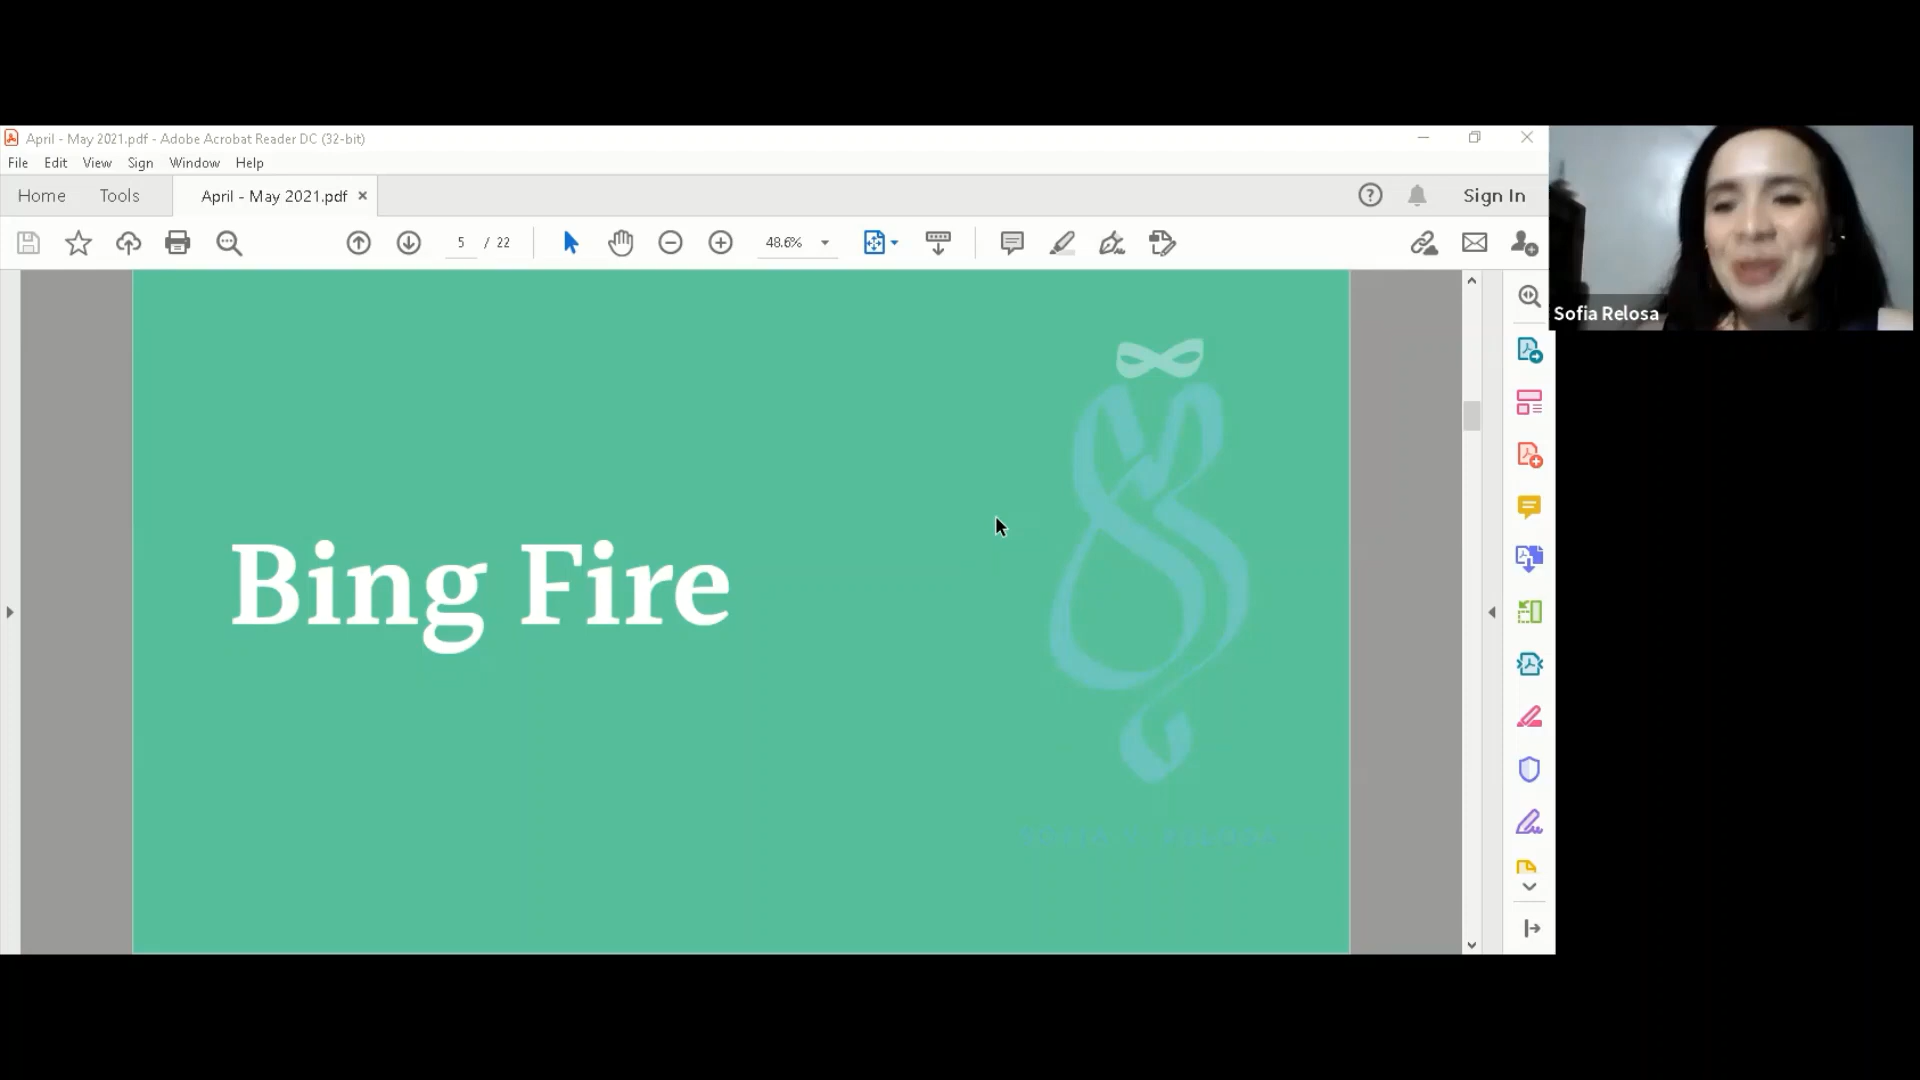 April - May 2021.pdf - Adobe Acrobat Reader DC (32-bit)
File Edit View Sign Window Help
Home Tools April - May 2021.pdf × Sign In
5 / 22 48.6%
Sofia Relosa
Bing Fire